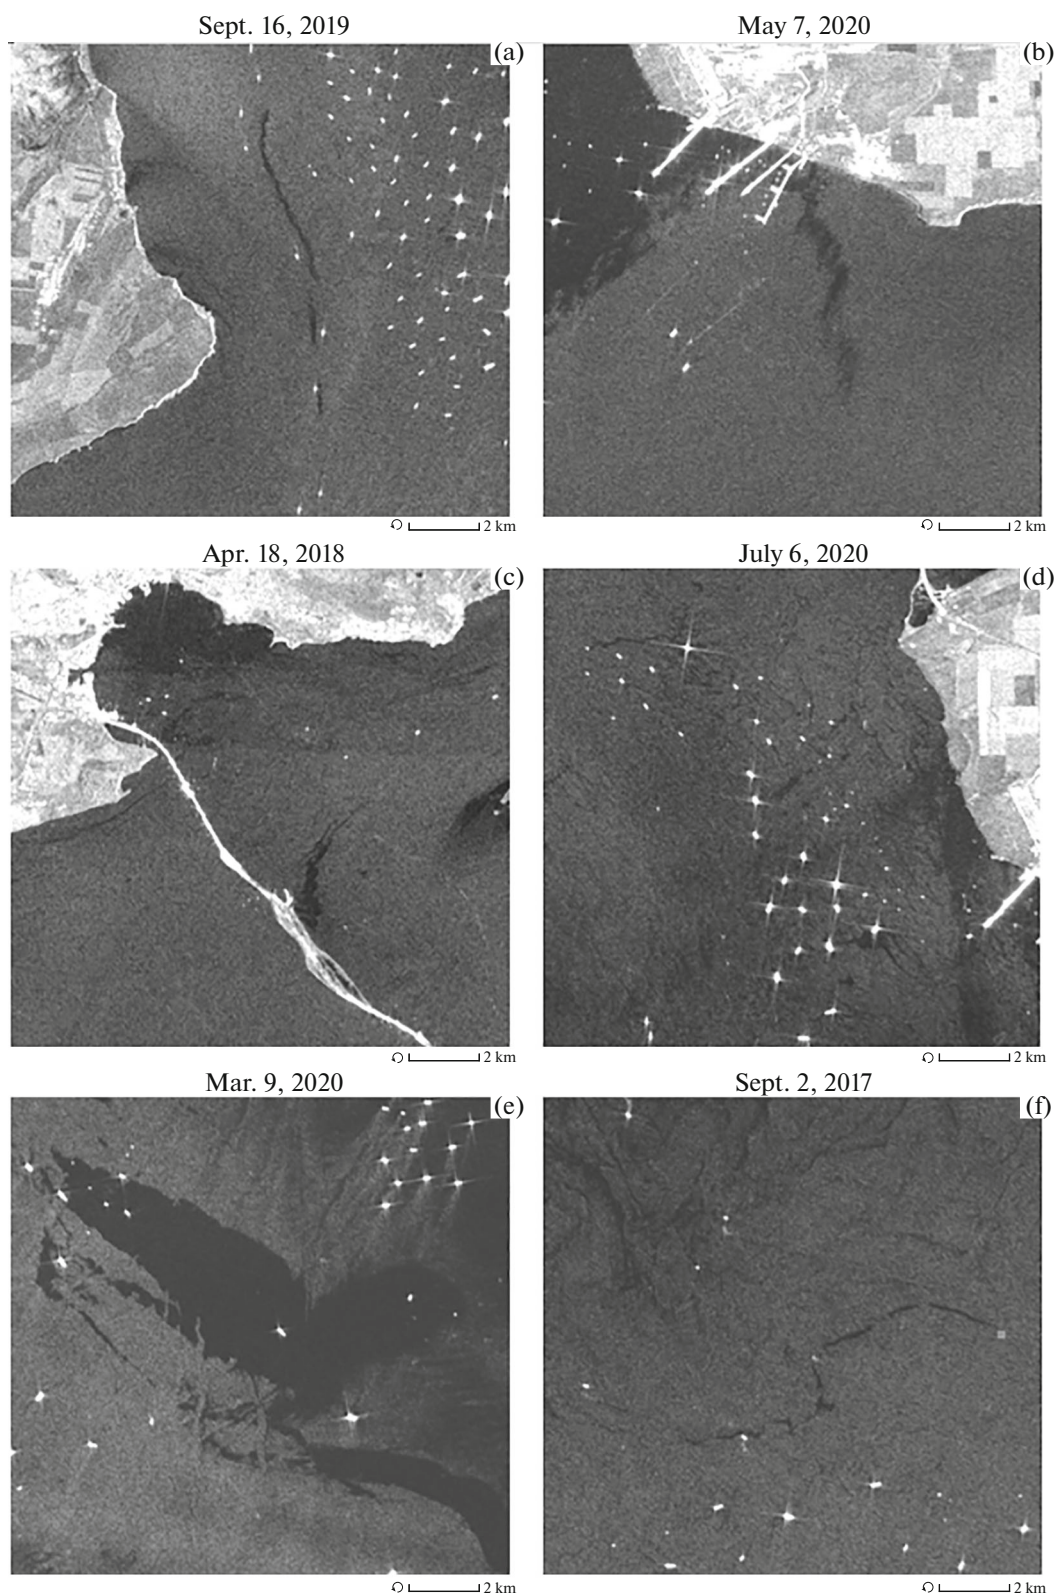 Sept. 16, 2019
May 7, 2020
(a)
(b)
2 km
2 km
Apr. 18, 2018
July 6, 2020
(c)
(d)
2 km
2 km
Mar. 9, 2020
Sept. 2, 2017
(e)
(f)
2 km
2 km